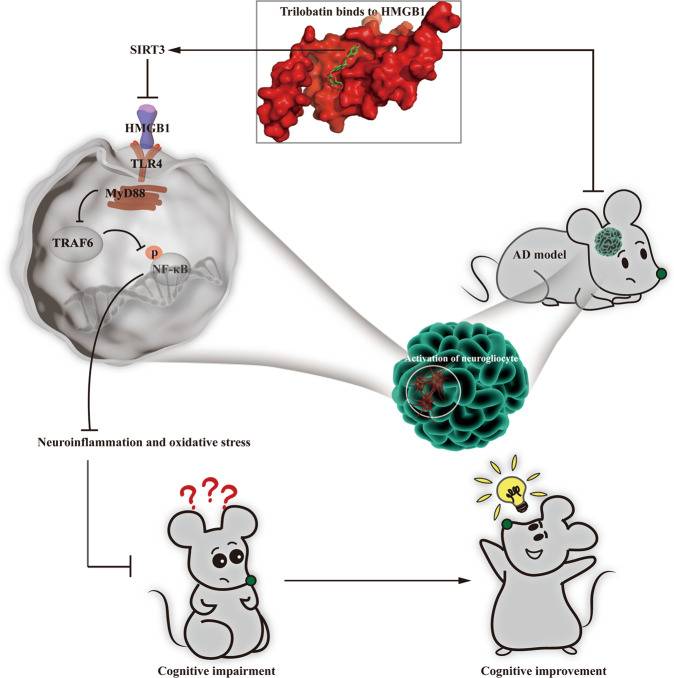 Trilobatin binds to HMGB1
SIRT3
HMGB1
TLR4
MyD88
TRAF6
p
NF-κB
AD model
Activation of neurogliocyte
Neuroinflammation and oxidative stress
???
Cognitive impairment
Cognitive improvement